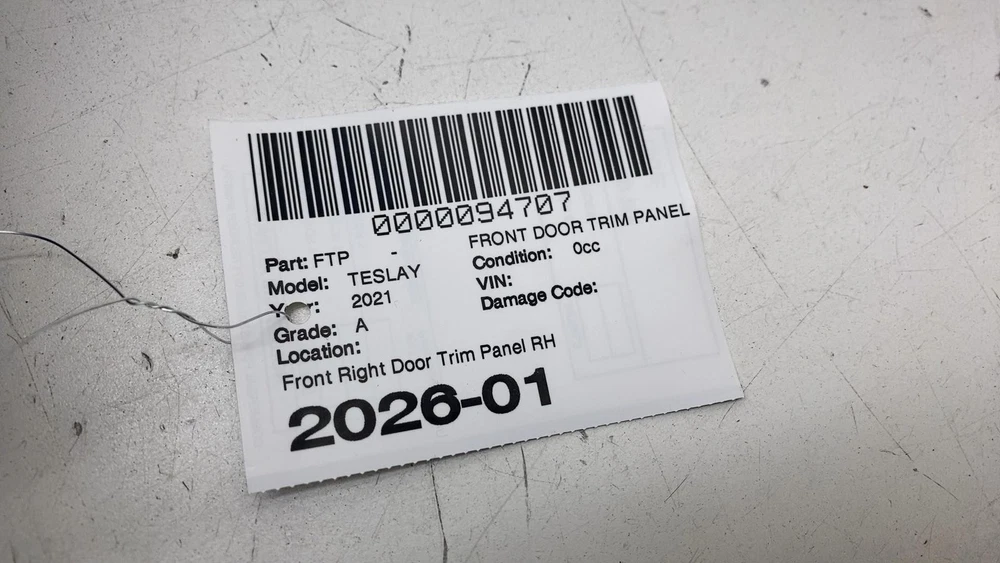 0000094707
Part: FTP - FRONT DOOR TRIM PANEL
Model: TESLAY Condition: 0cc
2021 VIN:
Grade: A Damage Code:
Location:
Front Right Door Trim Panel RH
2026-01